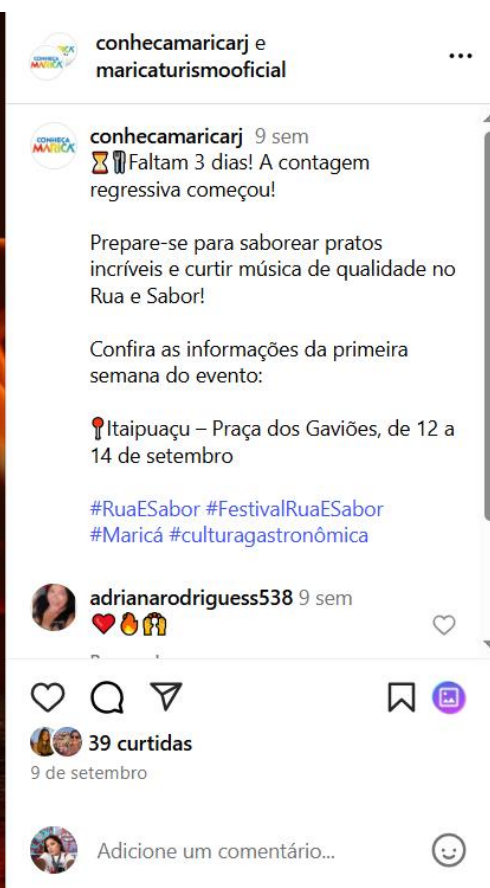 conhecamaricarj e
maricaturismooficial
CONHEÇA
MARICÁ
conhecamaricarj 9 sem
⏳🍴Faltam 3 dias! A contagem
regressiva começou!
Prepare-se para saborear pratos
incríveis e curtir música de qualidade no
Rua e Sabor!
Confira as informações da primeira
semana do evento:
📍Itaipuaçu – Praça dos Gaviões, de 12 a
14 de setembro
#RuaESabor #FestivalRuaESabor
#Maricá #culturagastronômica
adrianarodriguess538 9 sem
❤️🔥🙌
39 curtidas
9 de setembro
Adicione um comentário...